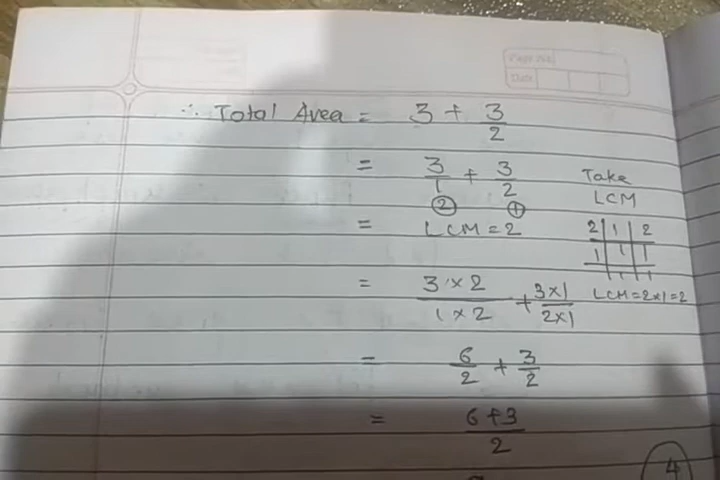 Page No.
Date
∴ Total Area = 3 + 3/2
= 3/1 + 3/2
② ①
Take
LCM
= LCM = 2
2 | 1 | 2
1 | 1 | 1
1 1
LCM = 2×1 = 2
= 3×2/1×2 + 3×1/2×1
= 6/2 + 3/2
= 6+3/2
4